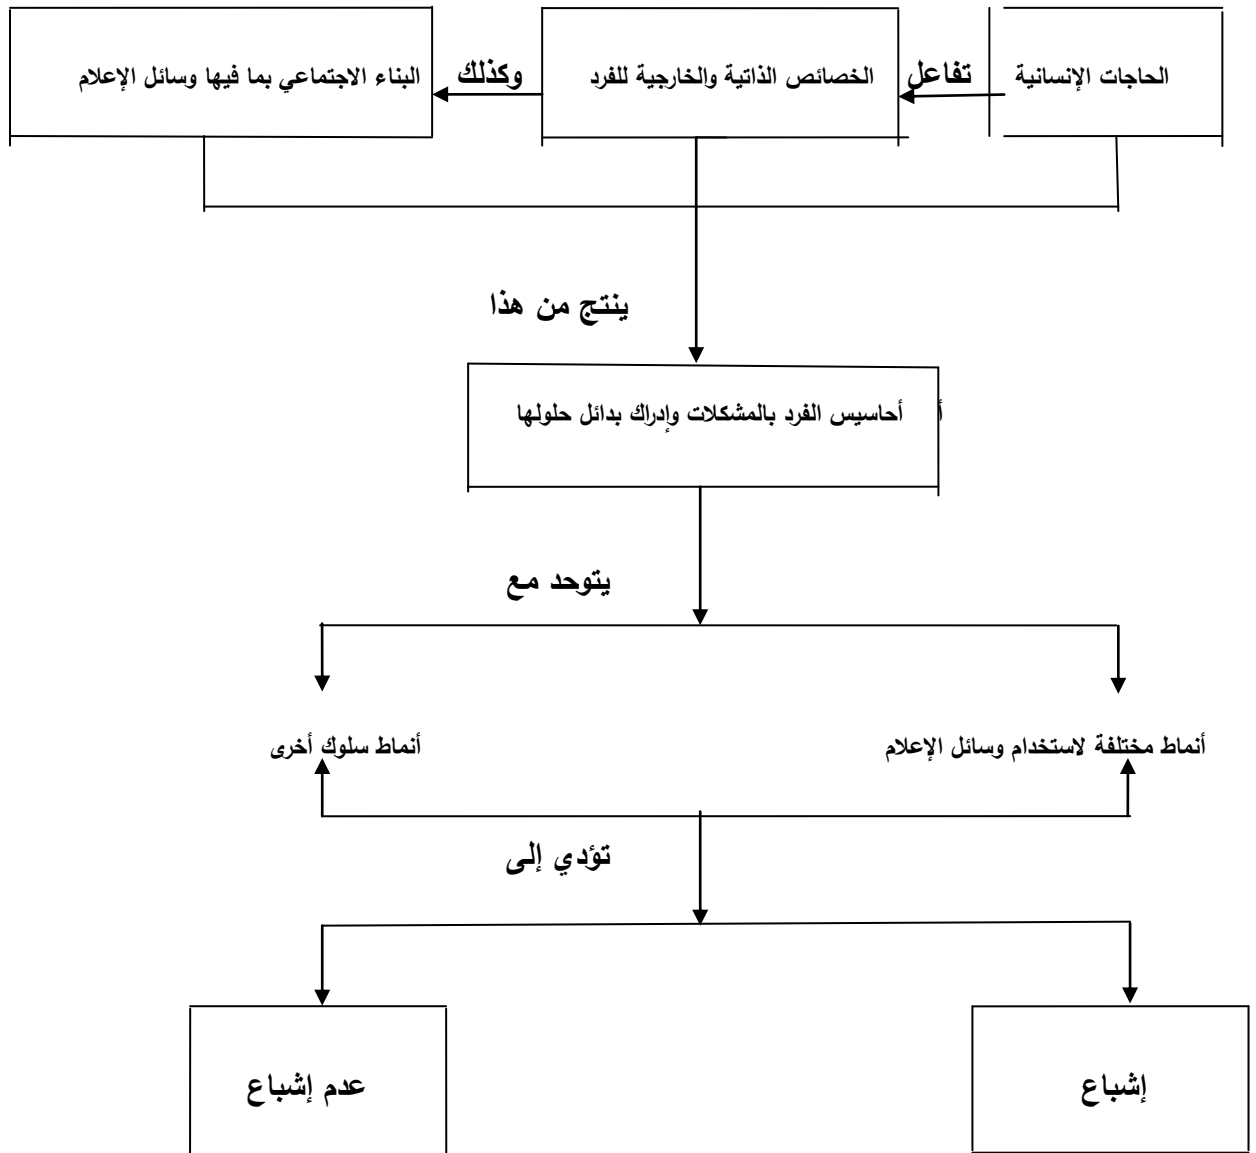 الحاجات الإنسانية
تفاعل
الخصائص الذاتية والخارجية للفرد
وكذلك
البناء الاجتماعي بما فيها وسائل الإعلام
ينتج من هذا
أ أحاسيس الفرد بالمشكلات وإدراك بدائل حلولها
يتوحد مع
أنماط مختلفة لاستخدام وسائل الإعلام
أنماط سلوك أخرى
تؤدي إلى
إشباع
عدم إشباع